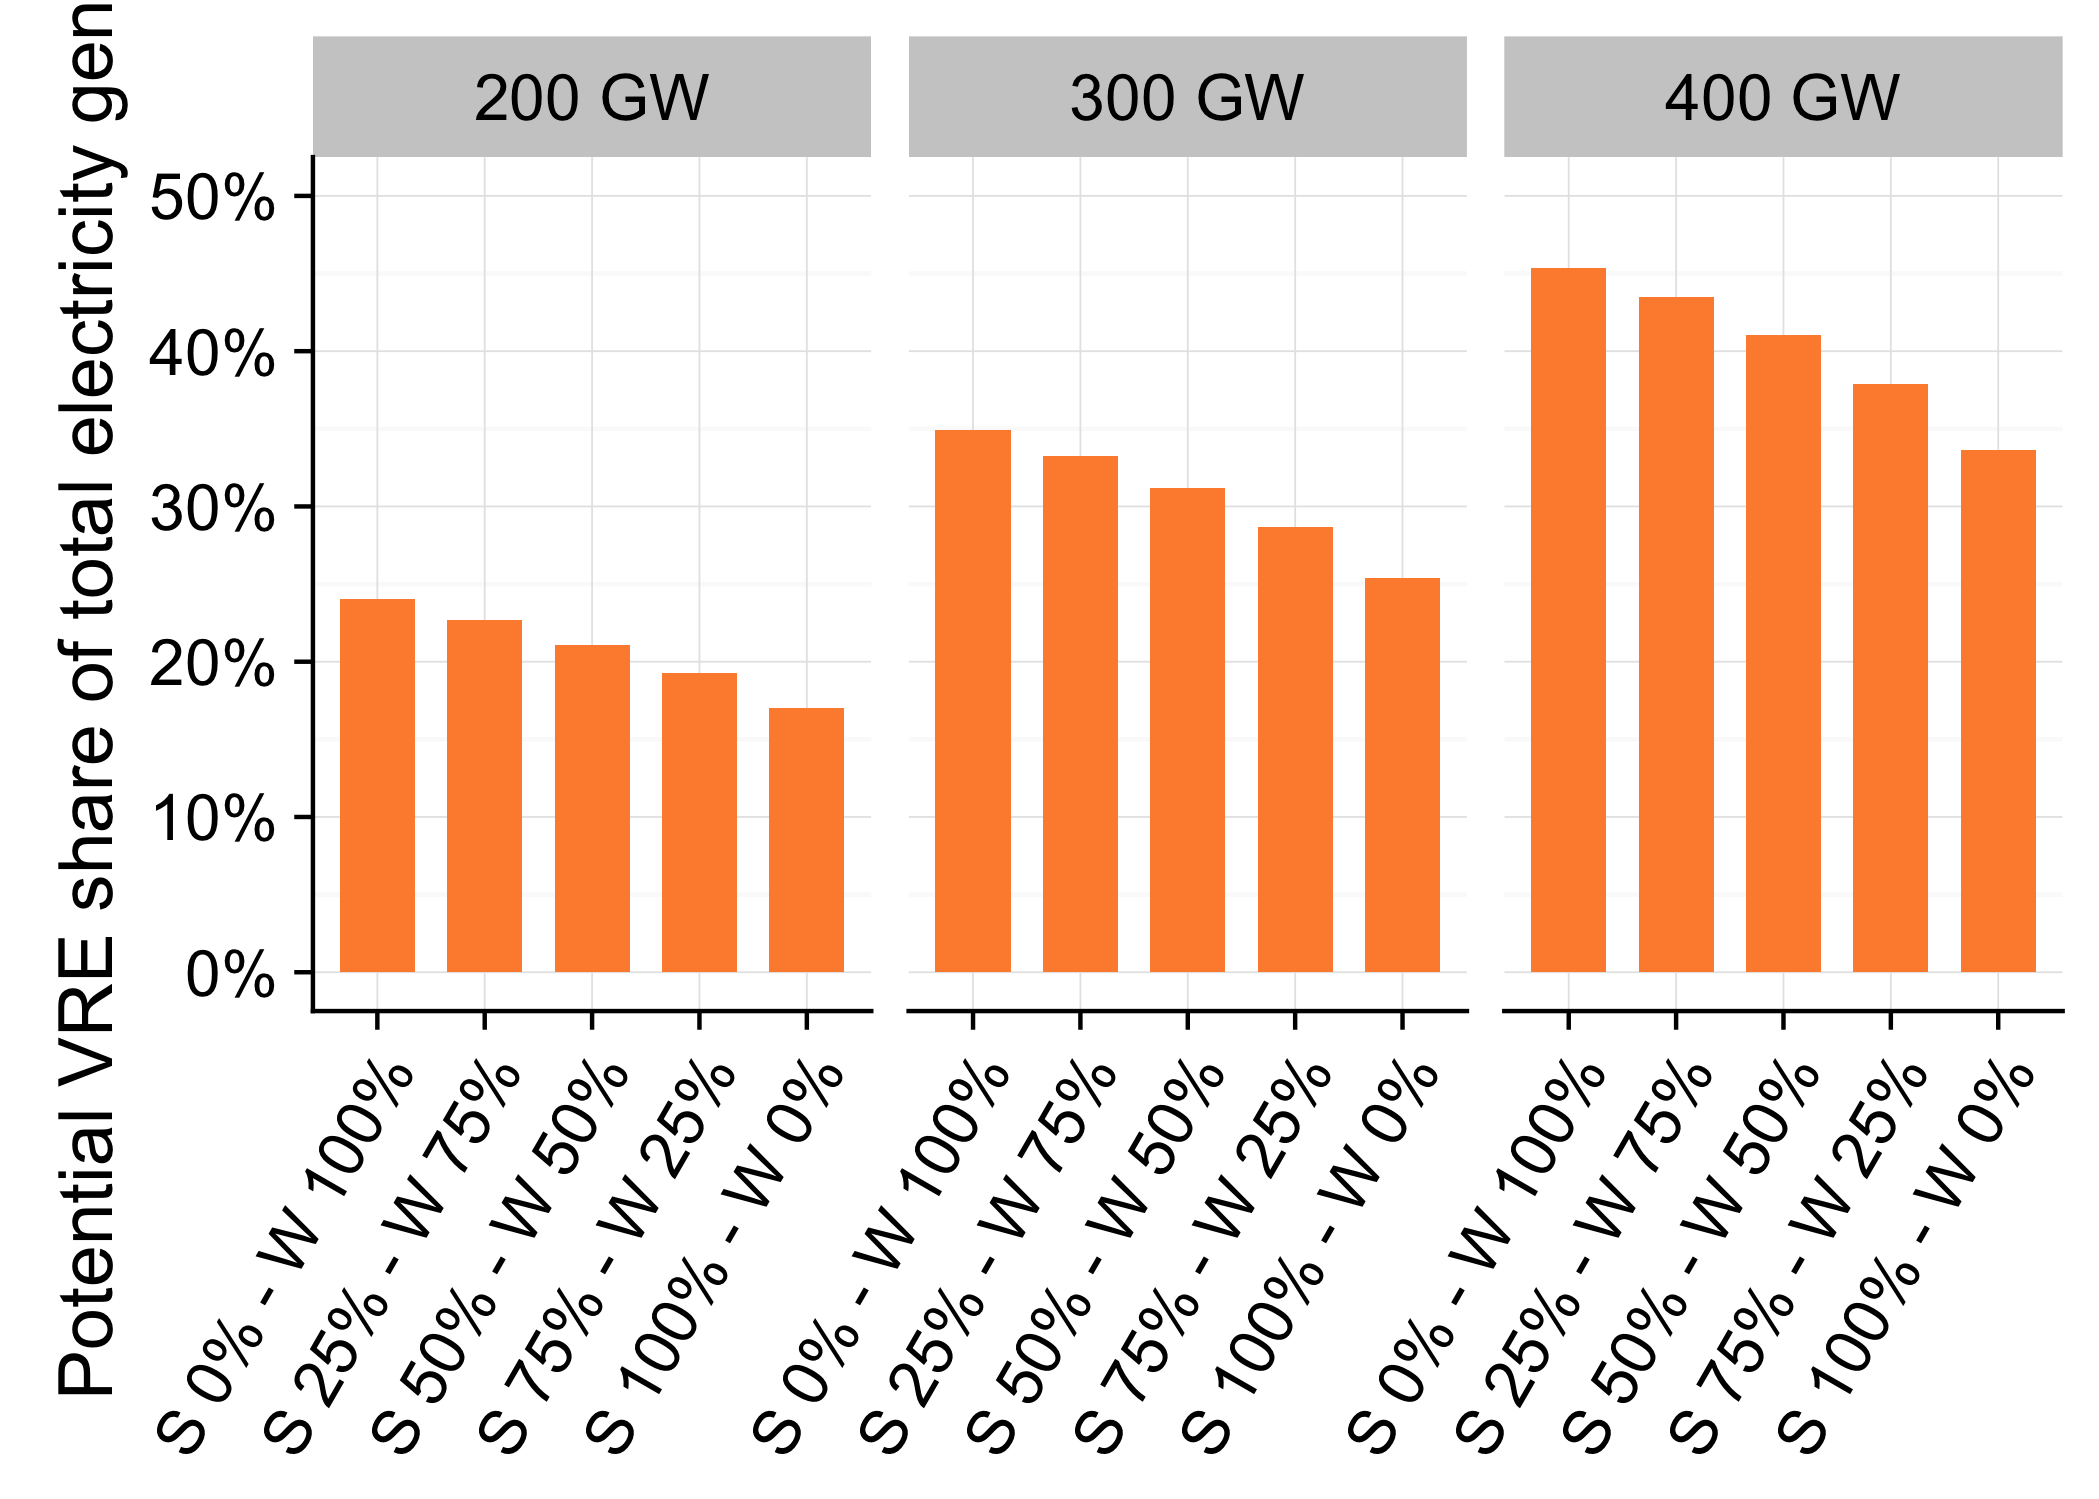 Potential VRE share of total electricity gen
200 GW
300 GW
400 GW
50%
40%
30%
20%
10%
0%
S 0% - W 100%
S 25% - W 75%
S 50% - W 50%
S 75% - W 25%
S 100% - W 0%
S 0% - W 100%
S 25% - W 75%
S 50% - W 50%
S 75% - W 25%
S 100% - W 0%
S 0% - W 100%
S 25% - W 75%
S 50% - W 50%
S 75% - W 25%
S 100% - W 0%